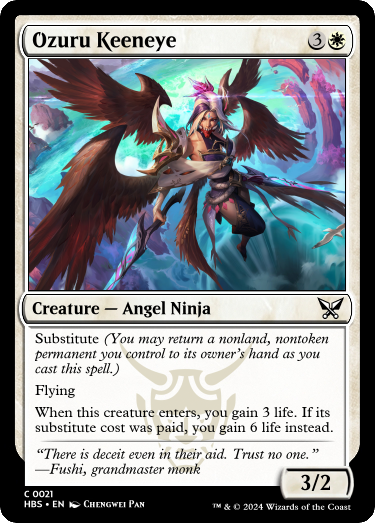 Ozuru Keeneye 3
Creature — Angel Ninja
Substitute (You may return a nonland, nontoken
permanent you control to its owner's hand as you
cast this spell.)
Flying
When this creature enters, you gain 3 life. If its
substitute cost was paid, you gain 6 life instead.
"There is deceit even in their aid. Trust no one."
—Fushi, grandmaster monk
3/2
C 0021
HBS • EN Chengwei Pan
™ & © 2024 Wizards of the Coast